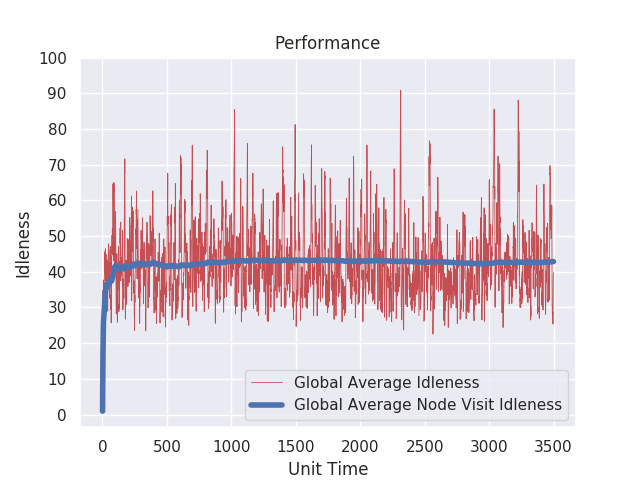 Performance
100
90
80
70
60
50
40
30
20
10
0
Idleness
0 500 1000 1500 2000 2500 3000 3500
Unit Time
Global Average Idleness
Global Average Node Visit Idleness